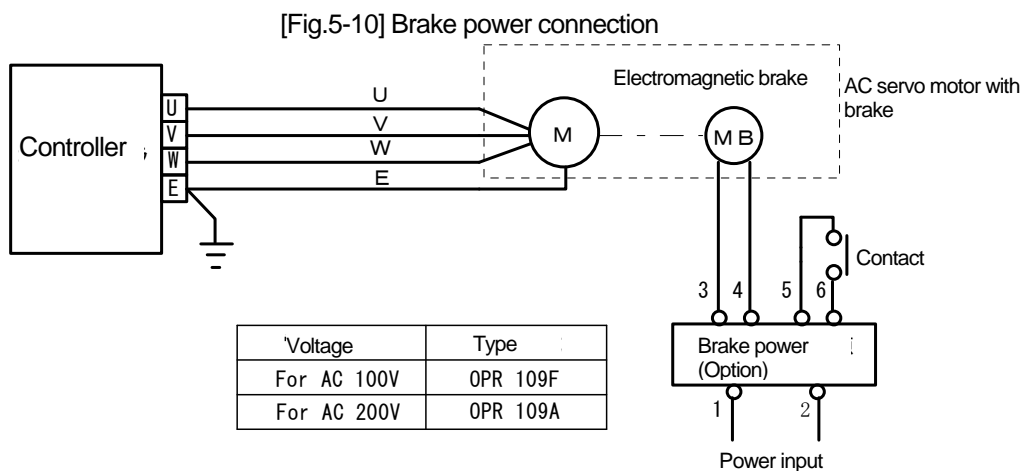 [Fig.5-10] Brake power connection
Controller
U
V
W
E
U
V
W
E
M
Electromagnetic brake
M B
AC servo motor with
brake
Contact
3 4 5 6
Brake power
(Option)
1 2
Power input
Voltage Type
For AC 100V OPR 109F
For AC 200V OPR 109A